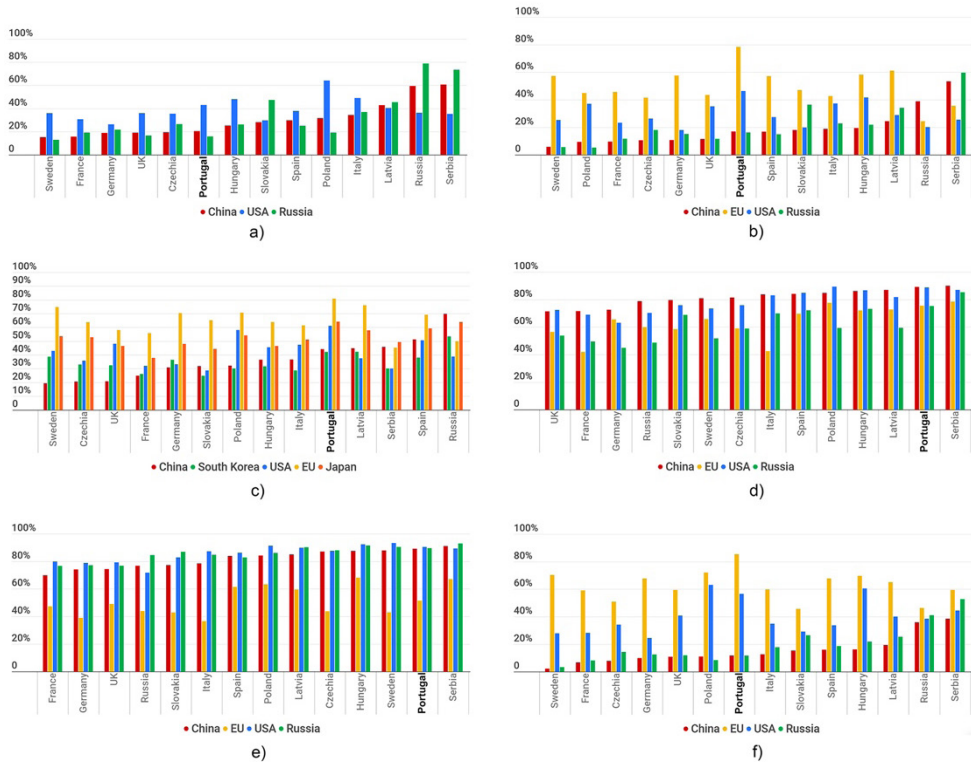 100%
80%
60%
40%
20%
0
Sweden
France
Germany
UK
Czechia
Portugal
Hungary
Slovakia
Spain
Poland
Italy
Latvia
Russia
Serbia
China USA Russia
a)
100%
80%
60%
40%
20%
0
Sweden
Poland
France
Czechia
Germany
UK
Portugal
Spain
Slovakia
Italy
Hungary
Latvia
Russia
Serbia
China EU USA Russia
b)
100%
90%
80%
70%
60%
50%
40%
30%
20%
10%
0
Sweden
Czechia
UK
France
Germany
Slovakia
Poland
Hungary
Italy
Portugal
Latvia
Serbia
Spain
Russia
China South Korea USA EU Japan
c)
100%
80%
60%
40%
20%
0
UK
France
Germany
Russia
Slovakia
Sweden
Czechia
Italy
Spain
Poland
Hungary
Latvia
Portugal
Serbia
China EU USA Russia
d)
100%
80%
60%
40%
20%
0
France
Germany
UK
Russia
Slovakia
Italy
Spain
Poland
Latvia
Czechia
Hungary
Sweden
Portugal
Serbia
China EU USA Russia
e)
100%
80%
60%
40%
20%
0
Sweden
France
Czechia
Germany
UK
Poland
Portugal
Italy
Slovakia
Spain
Hungary
Latvia
Russia
Serbia
China EU USA Russia
f)